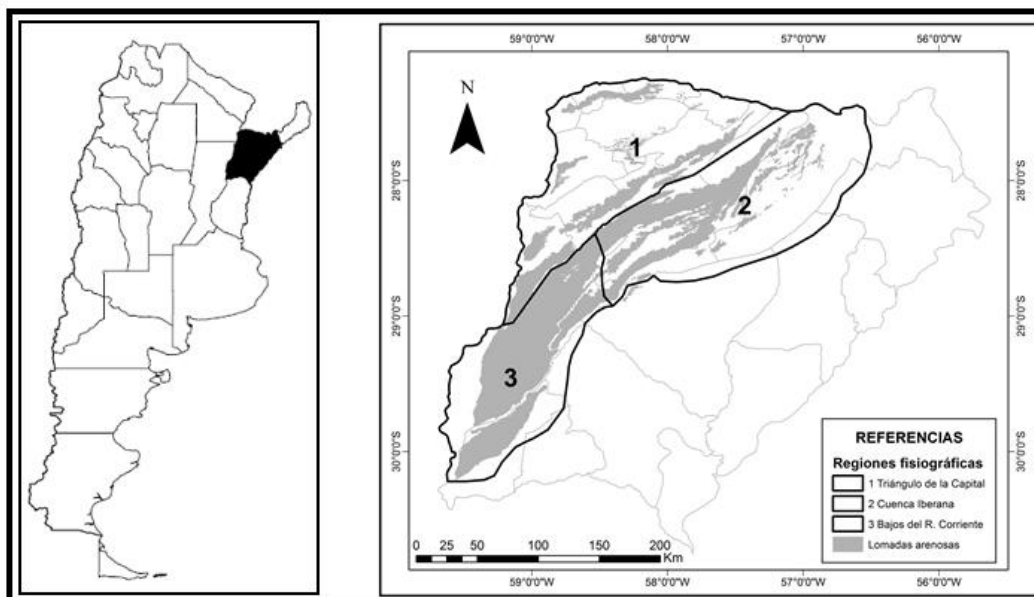 59°0'0"W 58°0'0"W 57°0'0"W 56°0'0"W
N
1
28°0'0"S 28°0'0"S
2
29°0'0"S 29°0'0"S
3
REFERENCIAS
Regiones fisiográficas
30°0'0"S 30°0'0"S
1 Triángulo de la Capital
2 Cuenca Iberana
3 Bajos del R. Corriente
Lomadas arenosas
0 25 50 100 150 200
Km
59°0'0"W 58°0'0"W 57°0'0"W 56°0'0"W